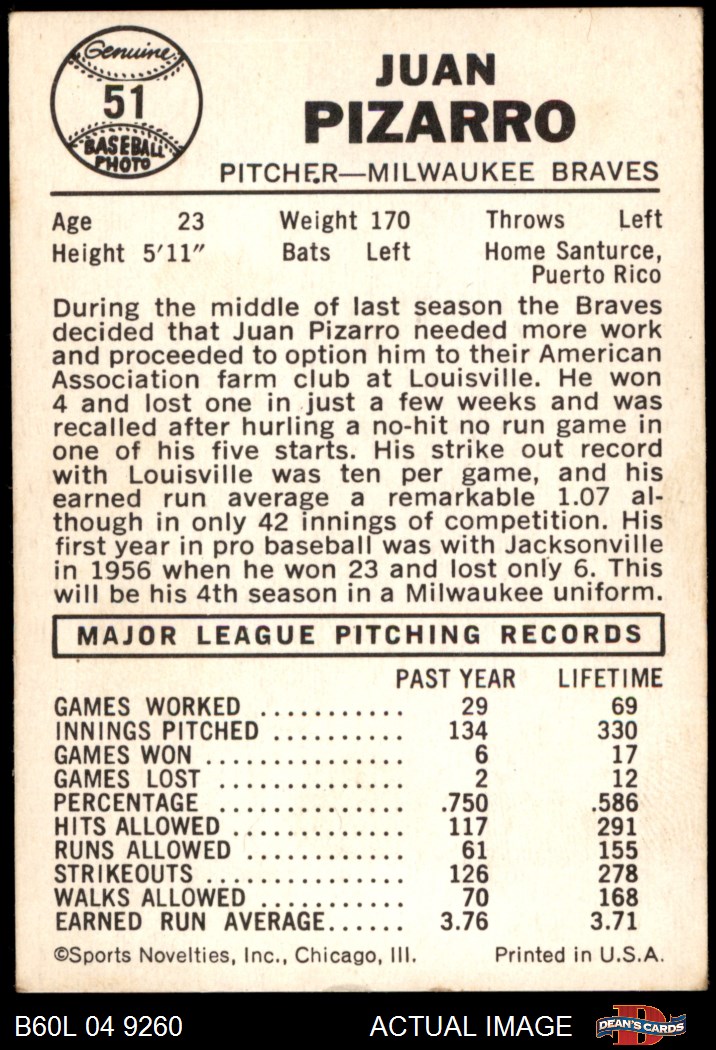 Genuine
51
BASEBALL
PHOTO
JUAN
PIZARRO
PITCHER—MILWAUKEE BRAVES
Age 23 Weight 170 Throws Left
Height 5'11" Bats Left Home Santurce,
Puerto Rico
During the middle of last season the Braves
decided that Juan Pizarro needed more work
and proceeded to option him to their American
Association farm club at Louisville. He won
4 and lost one in just a few weeks and was
recalled after hurling a no-hit no run game in
one of his five starts. His strike out record
with Louisville was ten per game, and his
earned run average a remarkable 1.07 al-
though in only 42 innings of competition. His
first year in pro baseball was with Jacksonville
in 1956 when he won 23 and lost only 6. This
will be his 4th season in a Milwaukee uniform.
MAJOR LEAGUE PITCHING RECORDS
PAST YEAR LIFETIME
GAMES WORKED ........... 29 69
INNINGS PITCHED .......... 134 330
GAMES WON ............... 6 17
GAMES LOST .............. 2 12
PERCENTAGE .............. .750 .586
HITS ALLOWED ............. 117 291
RUNS ALLOWED ............ 61 155
STRIKEOUTS ................ 126 278
WALKS ALLOWED ............ 70 168
EARNED RUN AVERAGE...... 3.76 3.71
©Sports Novelties, Inc., Chicago, Ill. Printed in U.S.A.
B60L 04 9260 ACTUAL IMAGE DEAN'S CARDS